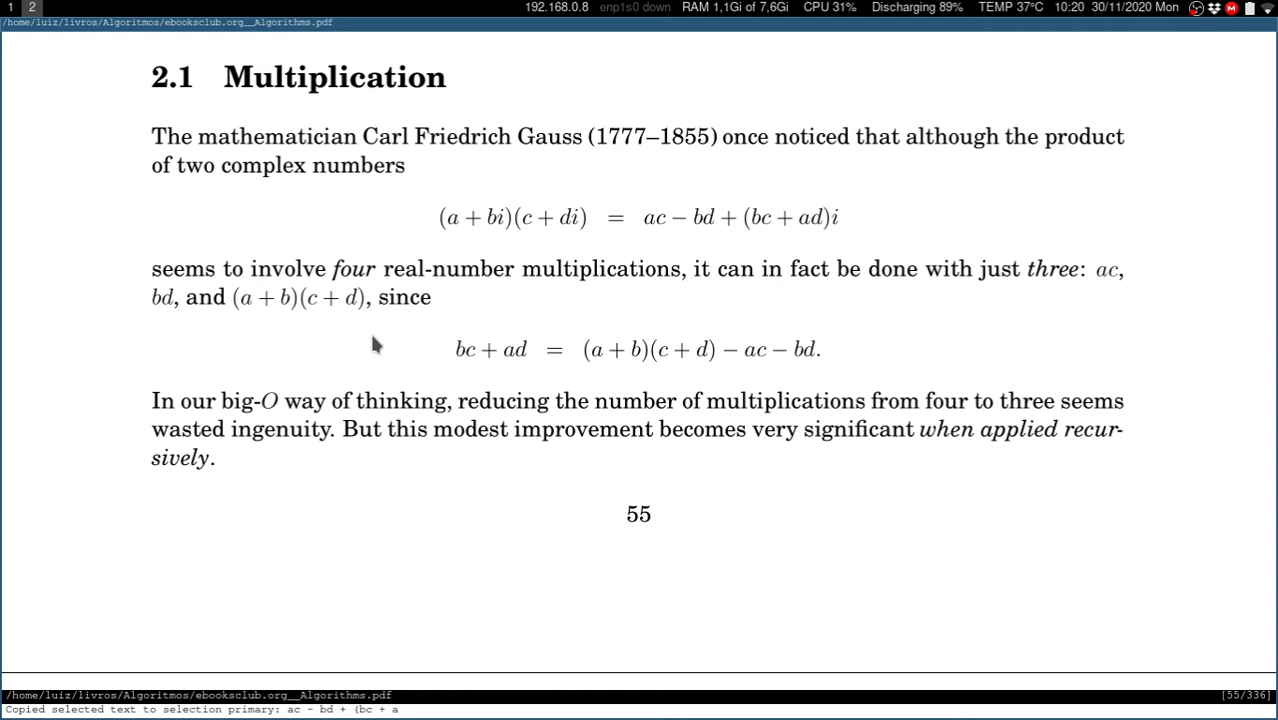 1 2 192.168.0.8 enp1s0 down RAM 1,1Gi of 7,6Gi CPU 31% Discharging 89% TEMP 37°C 10:20 30/11/2020 Mon
/home/luiz/livros/Algoritmos/ebooksclub.org__Algorithms.pdf
2.1 Multiplication
The mathematician Carl Friedrich Gauss (1777–1855) once noticed that although the product
of two complex numbers
(a + bi)(c + di) = ac − bd + (bc + ad)i
seems to involve four real-number multiplications, it can in fact be done with just three: ac,
bd, and (a + b)(c + d), since
bc + ad = (a + b)(c + d) − ac − bd.
In our big-O way of thinking, reducing the number of multiplications from four to three seems
wasted ingenuity. But this modest improvement becomes very significant when applied recur-
sively.
55
/home/luiz/livros/Algoritmos/ebooksclub.org__Algorithms.pdf [55/336]
Copied selected text to selection primary: ac − bd + (bc + a